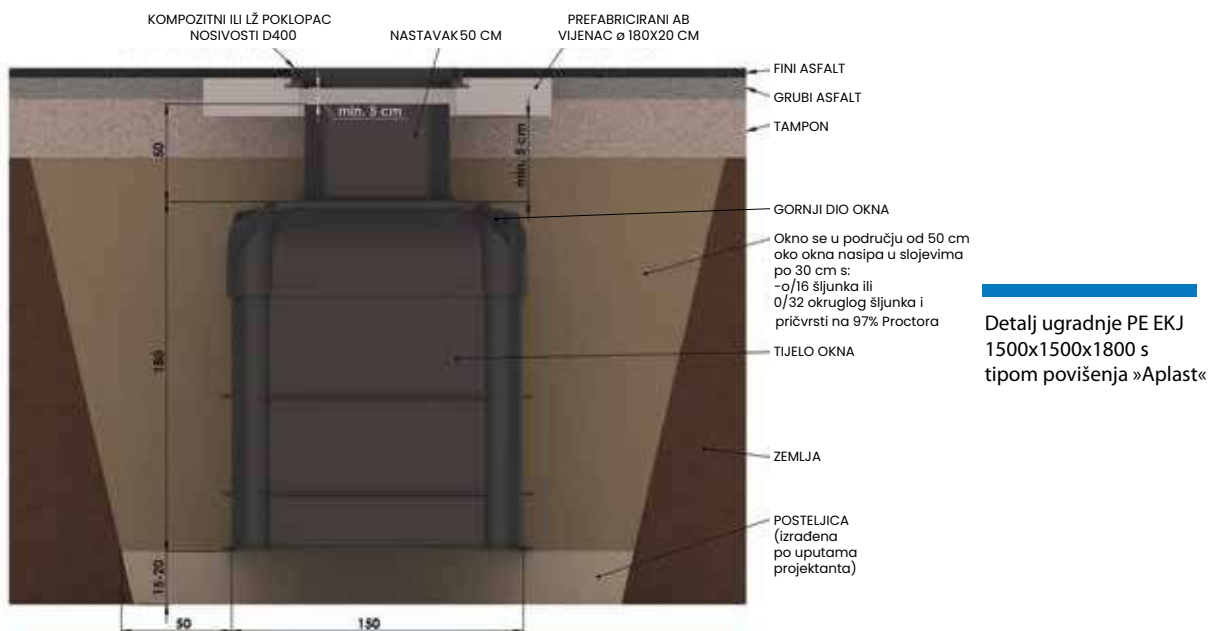 KOMPOZITNI ILI LŽ POKLOPAC
NOSIVOSTI D400
NASTAVAK 50 CM
PREFABRICIRANI AB
VIJENAC ø 180X20 CM
FINI ASFALT
GRUBI ASFALT
TAMPON
min. 5 cm
min. 5 cm
50
180
15-20
50
150
GORNJI DIO OKNA
Okno se u području od 50 cm
oko okna nasipa u slojevima
po 30 cm s:
-o/16 šljunka ili
0/32 okruglog šljunka i
pričvrsti na 97% Proctora
TIJELO OKNA
ZEMLJA
POSTELJICA
(izrađena
po uputama
projektanta)
Detalj ugradnje PE EKJ
1500x1500x1800 s
tipom povišenja »Aplast«